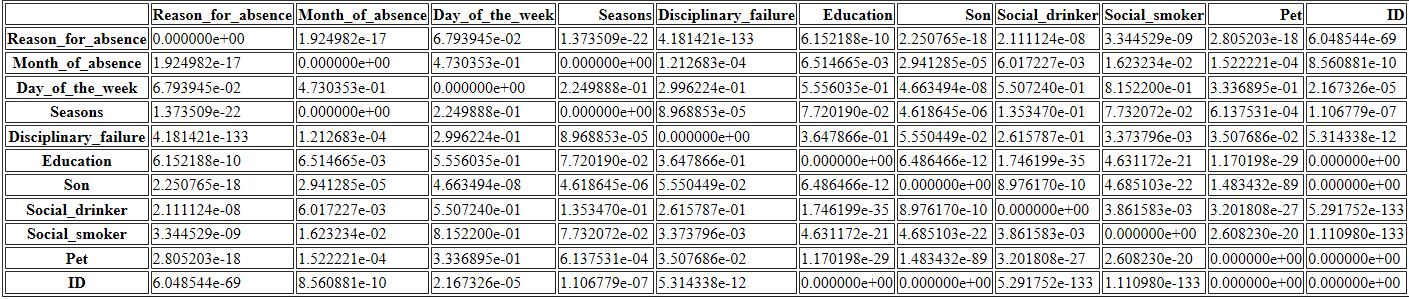 Reason_for_absence Month_of_absence Day_of_the_week Seasons Disciplinary_failure Education Son Social_drinker Social_smoker Pet ID
Reason_for_absence 0.000000e+00 1.924982e-17 6.793945e-02 1.373509e-22 4.181421e-133 6.152188e-10 2.250765e-18 2.111124e-08 3.344529e-09 2.805203e-18 6.048544e-69
Month_of_absence 1.924982e-17 0.000000e+00 4.730353e-01 0.000000e+00 1.212683e-04 6.514665e-03 2.941285e-05 6.017227e-03 1.623234e-02 1.522221e-04 8.560881e-10
Day_of_the_week 6.793945e-02 4.730353e-01 0.000000e+00 2.249888e-01 2.996224e-01 5.556035e-01 4.663494e-08 5.507240e-01 8.152200e-01 3.336895e-01 2.167326e-05
Seasons 1.373509e-22 0.000000e+00 2.249888e-01 0.000000e+00 8.968853e-05 7.720190e-02 4.618645e-06 1.353470e-01 7.732072e-02 6.137531e-04 1.106779e-07
Disciplinary_failure 4.181421e-133 1.212683e-04 2.996224e-01 8.968853e-05 0.000000e+00 3.647866e-01 5.550449e-02 2.615787e-01 3.373796e-03 3.507686e-02 5.314338e-12
Education 6.152188e-10 6.514665e-03 5.556035e-01 7.720190e-02 3.647866e-01 0.000000e+00 6.486466e-12 1.746199e-35 4.631172e-21 1.170198e-29 0.000000e+00
Son 2.250765e-18 2.941285e-05 4.663494e-08 4.618645e-06 5.550449e-02 6.486466e-12 0.000000e+00 8.976170e-10 4.685103e-22 1.483432e-89 0.000000e+00
Social_drinker 2.111124e-08 6.017227e-03 5.507240e-01 1.353470e-01 2.615787e-01 1.746199e-35 8.976170e-10 0.000000e+00 3.861583e-03 3.201808e-27 5.291752e-133
Social_smoker 3.344529e-09 1.623234e-02 8.152200e-01 7.732072e-02 3.373796e-03 4.631172e-21 4.685103e-22 3.861583e-03 0.000000e+00 2.608230e-20 1.110980e-133
Pet 2.805203e-18 1.522221e-04 3.336895e-01 6.137531e-04 3.507686e-02 1.170198e-29 1.483432e-89 3.201808e-27 2.608230e-20 0.000000e+00 0.000000e+00
ID 6.048544e-69 8.560881e-10 2.167326e-05 1.106779e-07 5.314338e-12 0.000000e+00 0.000000e+00 5.291752e-133 1.110980e-133 0.000000e+00 0.000000e+00